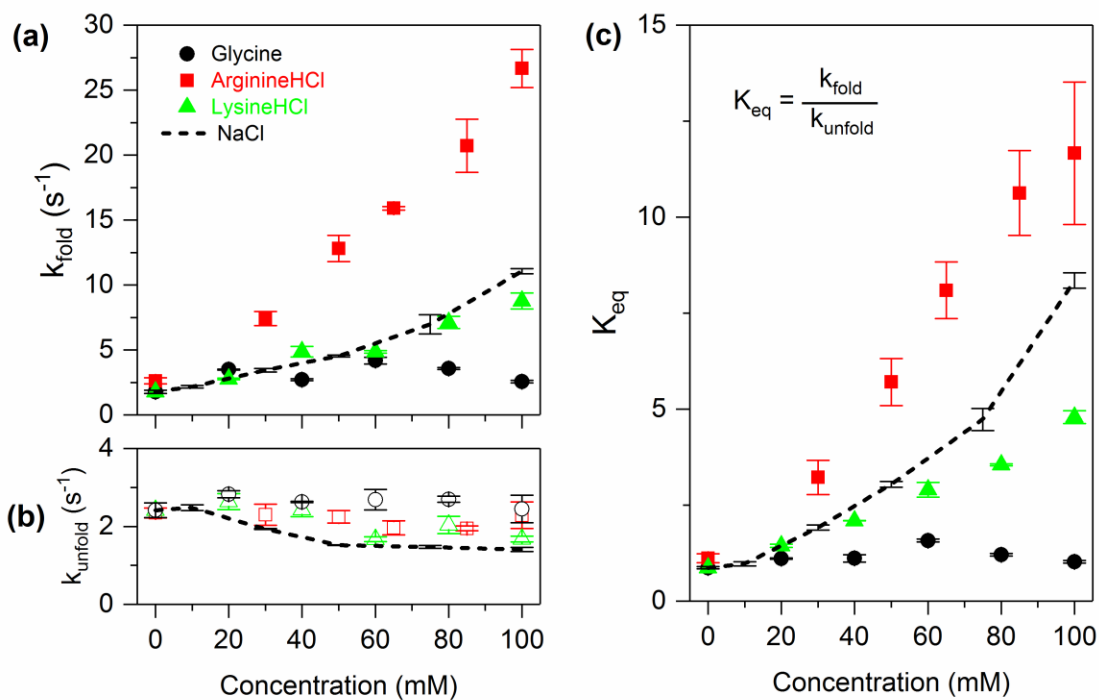 (a)
30
25
20
15
10
5
0
k_fold (s⁻¹)
Glycine
ArginineHCl
LysineHCl
NaCl
(b)
4
2
0
k_unfold (s⁻¹)
0 20 40 60 80 100
Concentration (mM)
(c)
15
10
5
0
K_eq
K_eq = k_fold / k_unfold
0 20 40 60 80 100
Concentration (mM)